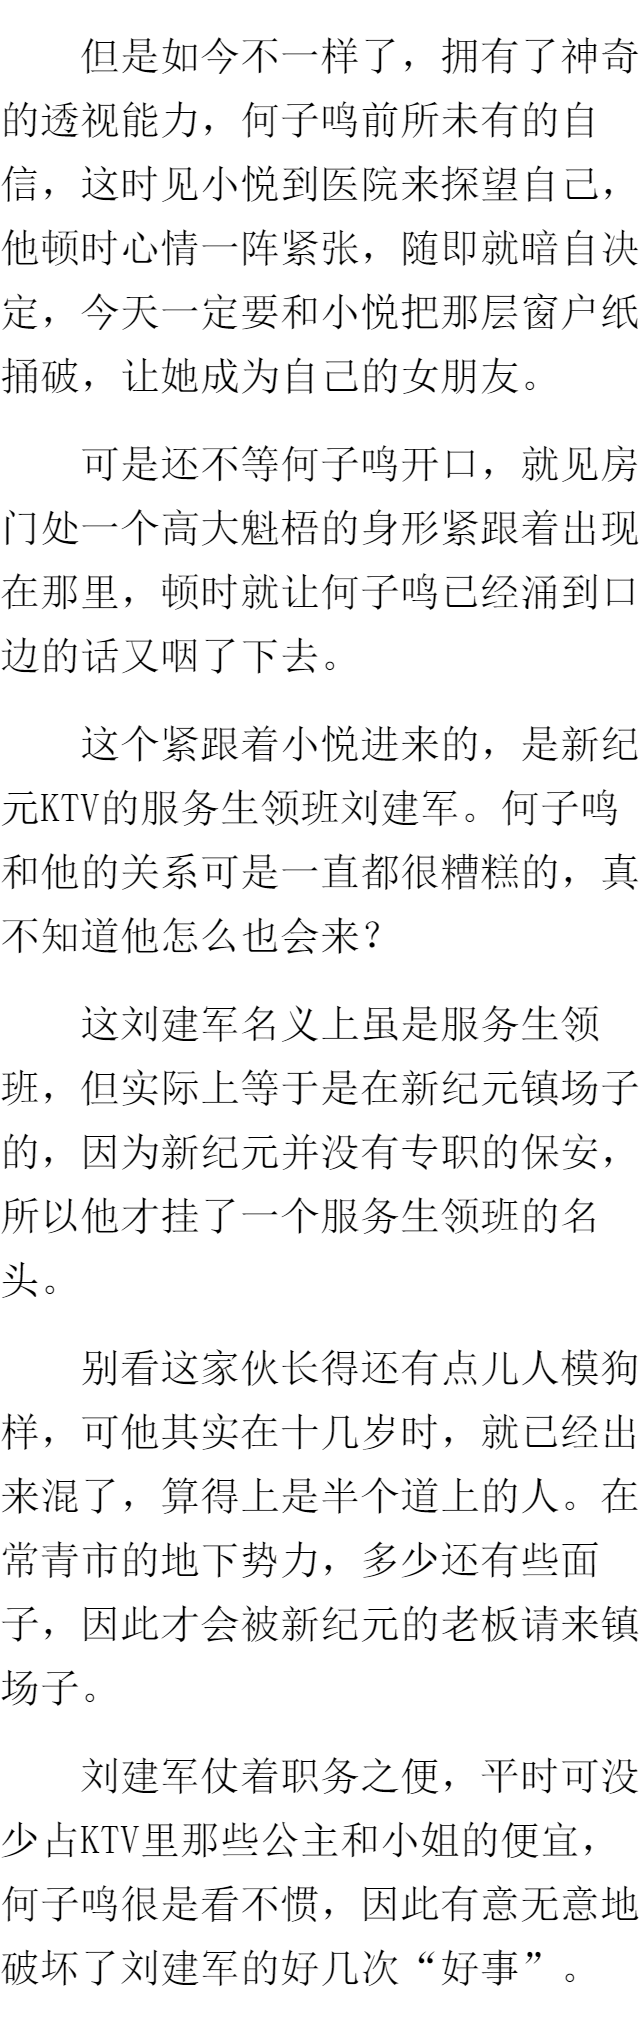 但是如今不一样了，拥有了神奇
的透视能力，何子鸣前所未有的自
信，这时见小悦到医院来探望自己，
他顿时心情一阵紧张，随即就暗自决
定，今天一定要和小悦把那层窗户纸
捅破，让她成为自己的女朋友。
可是还不等何子鸣开口，就见房
门处一个高大魁梧的身形紧跟着出现
在那里，顿时就让何子鸣已经涌到口
边的话又咽了下去。
这个紧跟着小悦进来的，是新纪
元KTV的服务生领班刘建军。何子鸣
和他的关系可是一直都很糟糕的，真
不知道他怎么也会来？
这刘建军名义上虽是服务生领
班，但实际上等于是在新纪元镇场子
的，因为新纪元并没有专职的保安，
所以他才挂了一个服务生领班的名
头。
别看这家伙长得还有点儿人模狗
样，可他其实在十几岁时，就已经出
来混了，算得上是半个道上的人。在
常青市的地下势力，多少还有些面
子，因此才会被新纪元的老板请来镇
场子。
刘建军仗着职务之便，平时可没
少占KTV里那些公主和小姐的便宜，
何子鸣很是看不惯，因此有意无意地
破坏了刘建军的好几次“好事”。